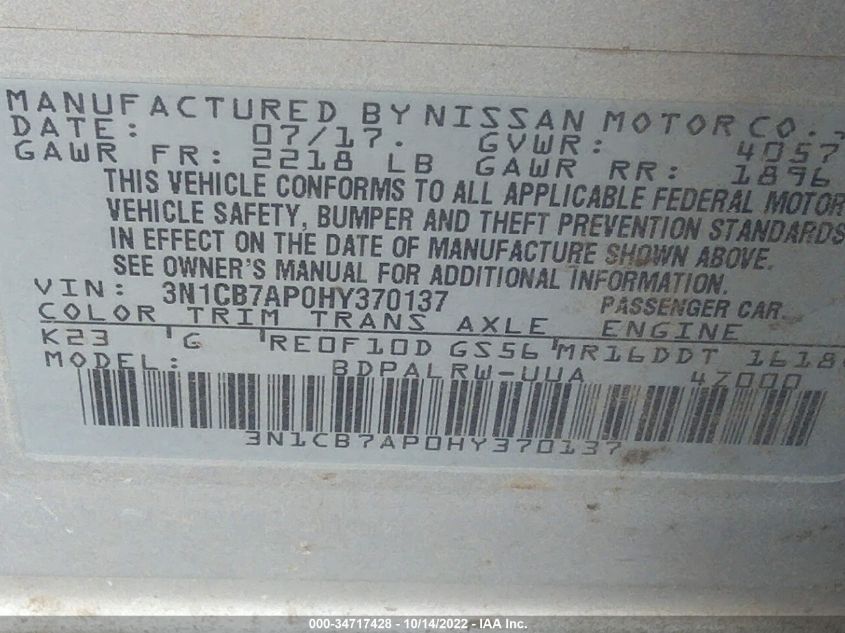 MANUFACTURED BY NISSAN MOTOR CO.,
DATE: 07/17. GVWR: 4057
GAWR FR: 2218 LB GAWR RR: 1896
THIS VEHICLE CONFORMS TO ALL APPLICABLE FEDERAL MOTOR
VEHICLE SAFETY, BUMPER AND THEFT PREVENTION STANDARDS
IN EFFECT ON THE DATE OF MANUFACTURE SHOWN ABOVE.
SEE OWNER'S MANUAL FOR ADDITIONAL INFORMATION.
VIN: 3N1CB7AP0HY370137 PASSENGER CAR.
COLOR TRIM TRANS AXLE ENGINE
K23 G RE0F10D GS56 MR16DDT 1618
MODEL: BDPALRW-UUA 4Z000
3N1CB7AP0HY370137
000-34717428 - 10/14/2022 - IAA Inc.